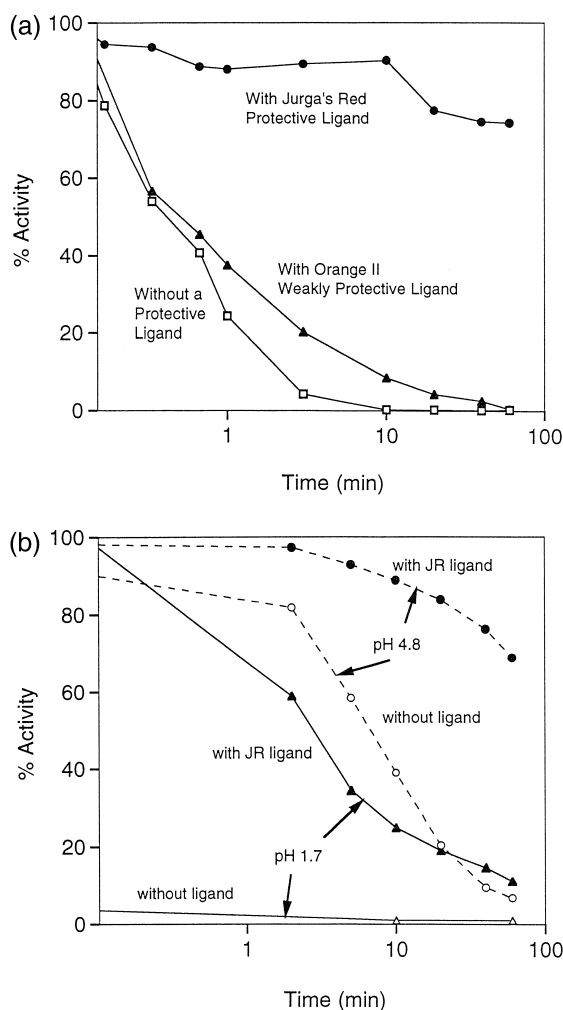 (a)
100
80
60
40
20
0
% Activity
With Jurga's Red
Protective Ligand
With Orange II
Weakly Protective Ligand
Without a
Protective
Ligand
1
10
100
Time (min)
(b)
100
80
60
40
20
0
% Activity
with JR ligand
pH 4.8
without ligand
with JR ligand
pH 1.7
without ligand
1
10
100
Time (min)